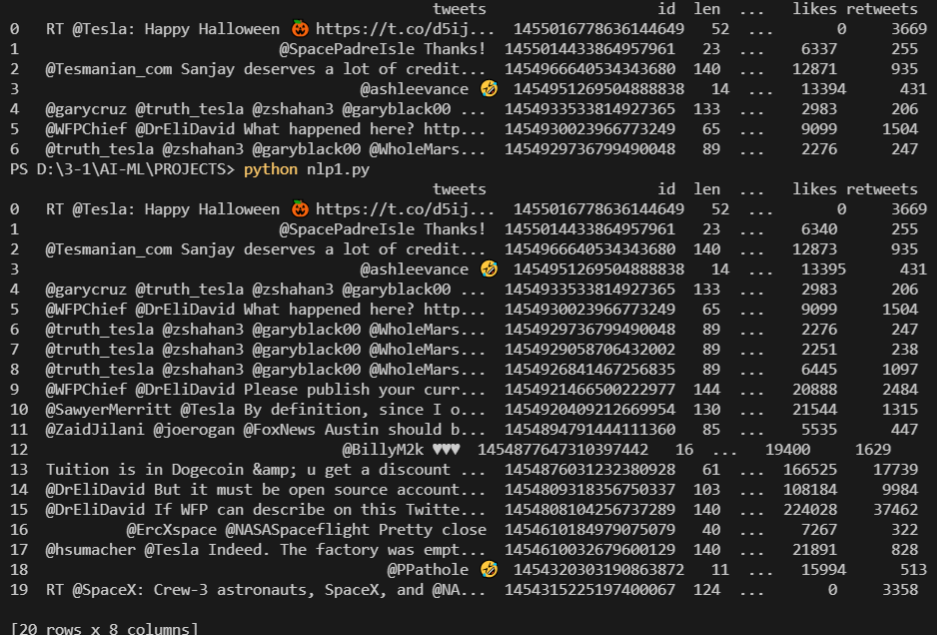 tweets id len ... likes retweets
0 RT @Tesla: Happy Halloween 🎃 https://t.co/d5ij... 1455016778636144649 52 ... 0 3669
1 @SpacePadreIsle Thanks! 1455014433864957961 23 ... 6337 255
2 @Tesmanian_com Sanjay deserves a lot of credit... 1454966640534343680 140 ... 12871 935
3 @ashleevance 🤣 1454951269504888838 14 ... 13394 431
4 @garycruz @truth_tesla @zshahan3 @garyblack00 ... 1454933533814927365 133 ... 2983 206
5 @WFPChief @DrEliDavid What happened here? http... 1454930023966773249 65 ... 9099 1504
6 @truth_tesla @zshahan3 @garyblack00 @WholeMars... 1454929736799490048 89 ... 2276 247
PS D:\3-1\AI-ML\PROJECTS> python nlp1.py
tweets id len ... likes retweets
0 RT @Tesla: Happy Halloween 🎃 https://t.co/d5ij... 1455016778636144649 52 ... 0 3669
1 @SpacePadreIsle Thanks! 1455014433864957961 23 ... 6340 255
2 @Tesmanian_com Sanjay deserves a lot of credit... 1454966640534343680 140 ... 12873 935
3 @ashleevance 🤣 1454951269504888838 14 ... 13395 431
4 @garycruz @truth_tesla @zshahan3 @garyblack00 ... 1454933533814927365 133 ... 2983 206
5 @WFPChief @DrEliDavid What happened here? http... 1454930023966773249 65 ... 9099 1504
6 @truth_tesla @zshahan3 @garyblack00 @WholeMars... 1454929736799490048 89 ... 2276 247
7 @truth_tesla @zshahan3 @garyblack00 @WholeMars... 1454929058706432002 89 ... 2251 238
8 @truth_tesla @zshahan3 @garyblack00 @WholeMars... 1454926841467256835 89 ... 6445 1097
9 @WFPChief @DrEliDavid Please publish your curr... 1454921466500222977 144 ... 20888 2484
10 @SawyerMerritt @Tesla By definition, since I o... 1454920409212669954 130 ... 21544 1315
11 @ZaidJilani @joerogan @FoxNews Austin should b... 1454894791444111360 85 ... 5535 447
12 @BillyM2k ♥♥♥ 1454877647310397442 16 ... 19400 1629
13 Tuition is in Dogecoin &amp; u get a discount ... 1454876031232380928 61 ... 166525 17739
14 @DrEliDavid But it must be open source account... 1454809318356750337 103 ... 108184 9984
15 @DrEliDavid If WFP can describe on this Twitte... 1454808104256737289 140 ... 224028 37462
16 @ErcXspace @NASASpaceflight Pretty close 1454610184979075079 40 ... 7267 322
17 @hsumacher @Tesla Indeed. The factory was empt... 1454610032679600129 140 ... 21891 828
18 @PPathole 🤣 1454320303190863872 11 ... 15994 513
19 RT @SpaceX: Crew-3 astronauts, SpaceX, and @NA... 1454315225197400067 124 ... 0 3358
[20 rows x 8 columns]